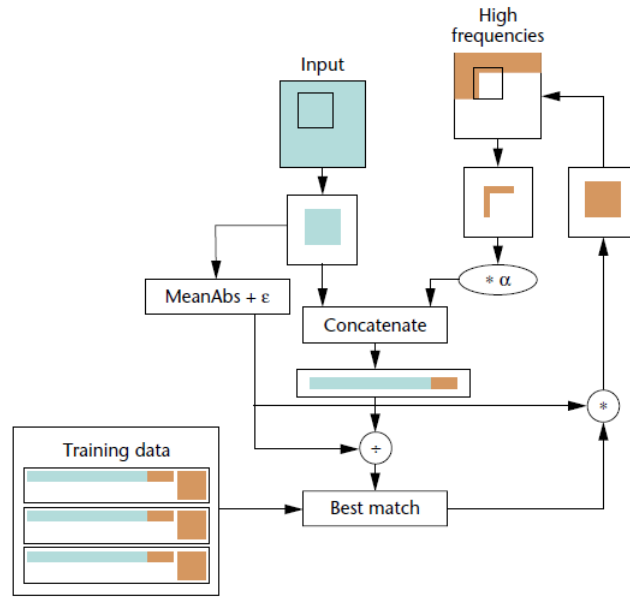 High
frequencies
Input
* α
MeanAbs + ε
Concatenate
*
Training data
÷
Best match